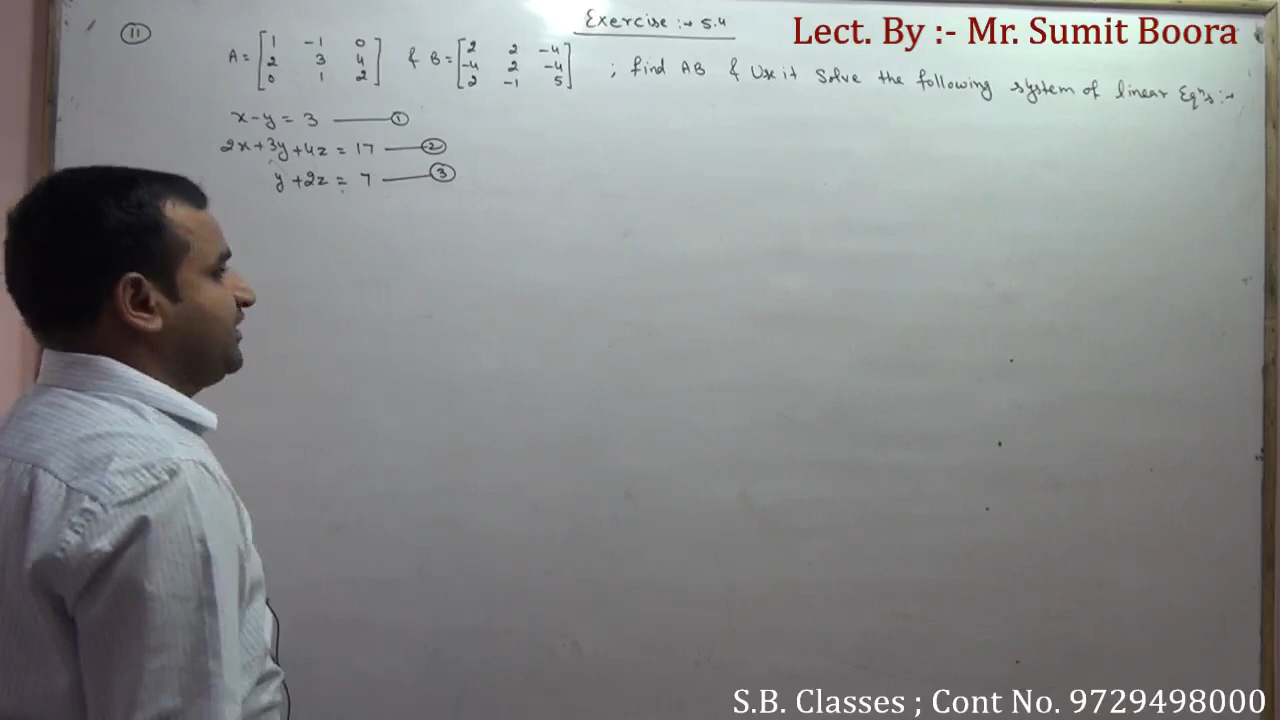 Exercise :→ 5.4
Lect. By :- Mr. Sumit Boora
(11) A = [1 -1 0 & B = [2 2 -4 ; find AB & Use it Solve the following system of linear Eqns :→
2 3 4 -4 2 -4
0 1 2] 2 -1 5]
x - y = 3 — (1)
2x + 3y + 4z = 17 — (2)
y + 2z = 7 — (3)
S.B. Classes ; Cont No. 9729498000